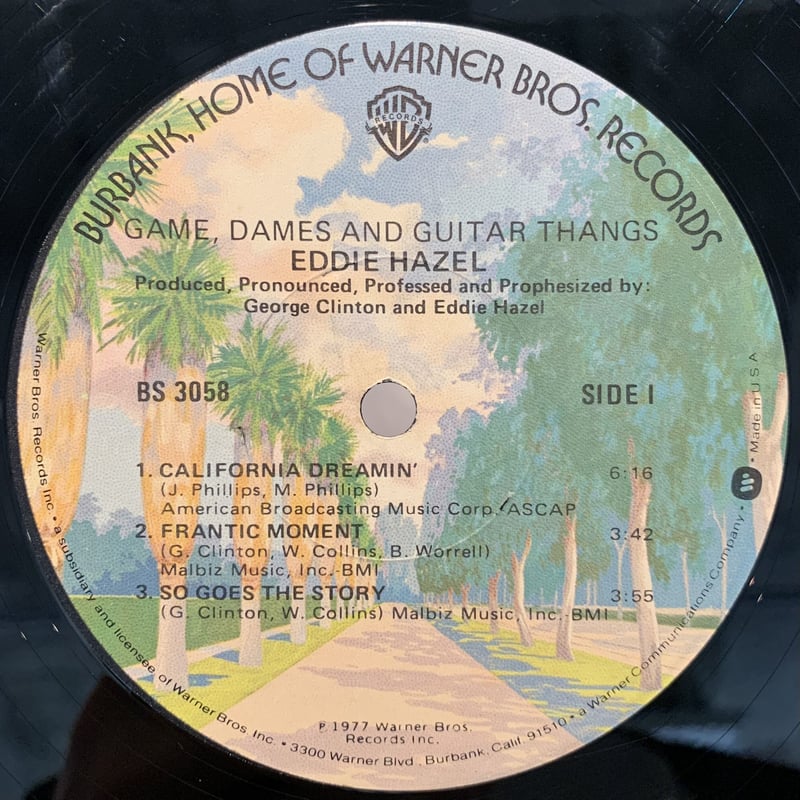 BURBANK, HOME OF WARNER BROS. RECORDS
WB
RECORDS
GAME, DAMES AND GUITAR THANGS
EDDIE HAZEL
Produced, Pronounced, Professed and Prophesized by:
George Clinton and Eddie Hazel
BS 3058
SIDE 1
1. CALIFORNIA DREAMIN' 6:16
(J. Phillips, M. Phillips)
American Broadcasting Music Corp./ASCAP
2. FRANTIC MOMENT 3:42
(G. Clinton, W. Collins, B. Worrell)
Malbiz Music, Inc.-BMI
3. SO GOES THE STORY 3:55
(G. Clinton, W. Collins) Malbiz Music, Inc.-BMI
℗ 1977 Warner Bros.
Records Inc.
Warner Bros. Records Inc. • a subsidiary and licensee of Warner Bros. Inc. • 3300 Warner Blvd., Burbank, Calif. 91510 • a Warner Communications Company. • Made in U S A